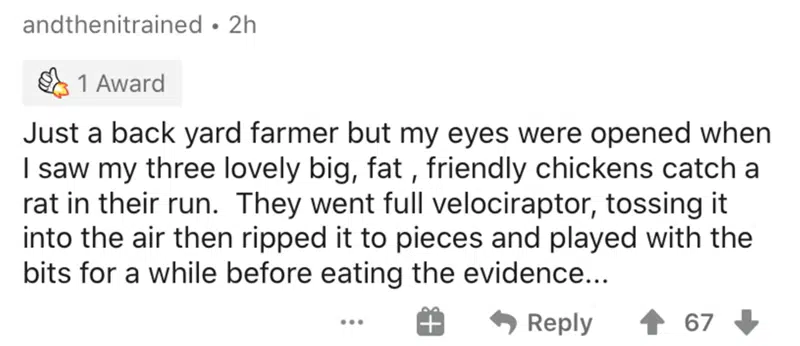 andthenitrained • 2h
1 Award
Just a back yard farmer but my eyes were opened when
I saw my three lovely big, fat , friendly chickens catch a
rat in their run.  They went full velociraptor, tossing it
into the air then ripped it to pieces and played with the
bits for a while before eating the evidence...
... Reply 67